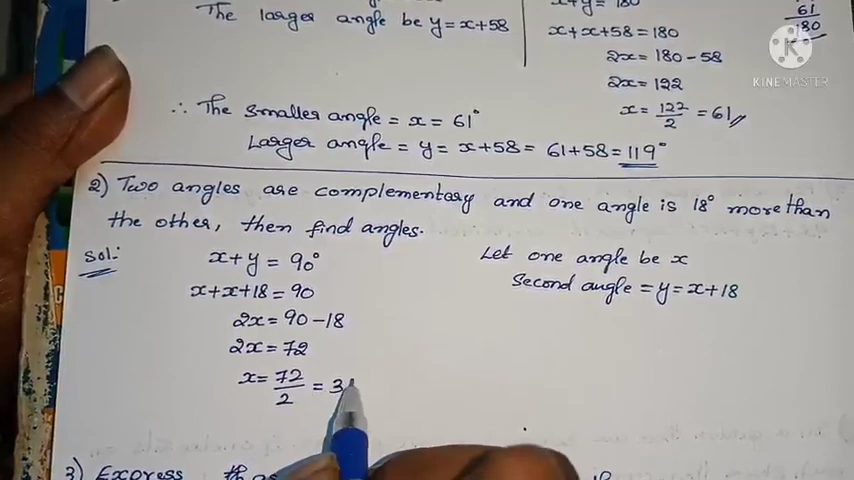 The larger angle be y = x+58
x+y = 180
x+x+58 = 180
2x = 180 - 58
2x = 122
x = 122/2 = 61
61
180
KINEMASTER
∴ The smaller angle = x = 61°
Larger angle = y = x+58 = 61+58 = 119°
2) Two angles are complementary and one angle is 18° more than
the other, then find angles.
Sol:
x+y = 90°
x+x+18 = 90
2x = 90 - 18
2x = 72
x = 72/2 = 3
Let one angle be x
Second angle = y = x+18
3) Express